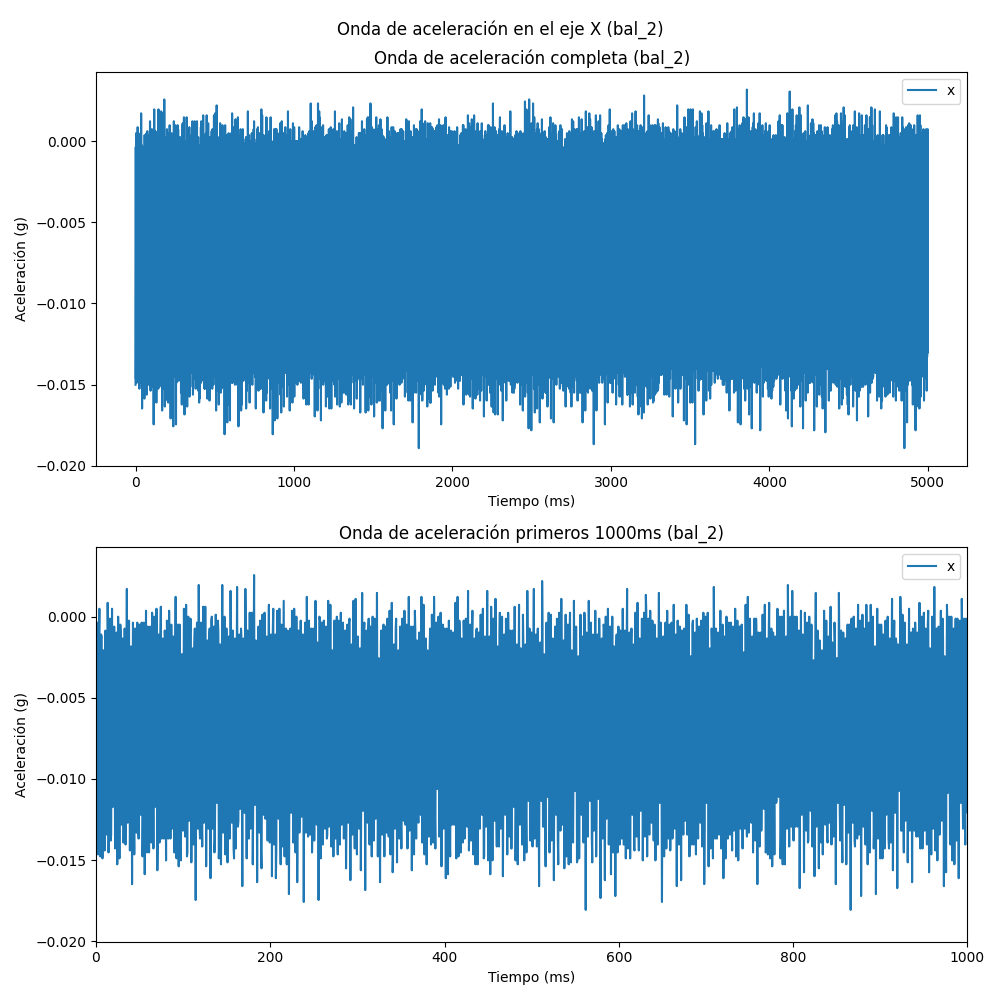 Onda de aceleración en el eje X (bal_2)
Onda de aceleración completa (bal_2)
x
0.000
−0.005
−0.010
−0.015
−0.020
Aceleración (g)
0 1000 2000 3000 4000 5000
Tiempo (ms)
Onda de aceleración primeros 1000ms (bal_2)
x
0.000
−0.005
−0.010
−0.015
−0.020
Aceleración (g)
0 200 400 600 800 1000
Tiempo (ms)